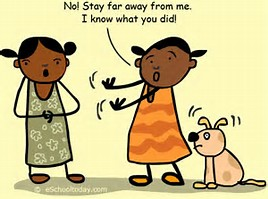 No! Stay far away from me.
I know what you did!
© eSchooltoday.com